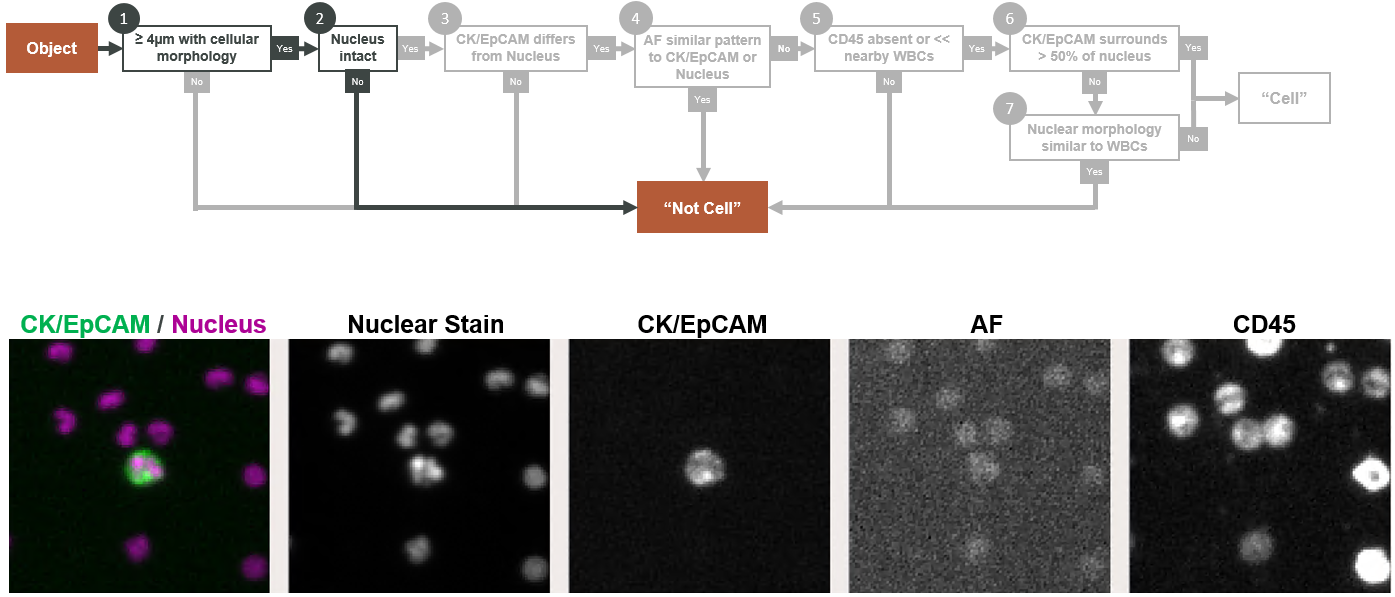 1
2
3
4
5
6
Object
≥ 4µm with cellular
morphology
Yes
No
Nucleus
intact
Yes
No
CK/EpCAM differs
from Nucleus
Yes
No
AF similar pattern
to CK/EpCAM or
Nucleus
No
Yes
CD45 absent or <<
nearby WBCs
Yes
No
CK/EpCAM surrounds
> 50% of nucleus
Yes
No
7
Nuclear morphology
similar to WBCs
No
Yes
“Cell”
“Not Cell”
CK/EpCAM / Nucleus
Nuclear Stain
CK/EpCAM
AF
CD45